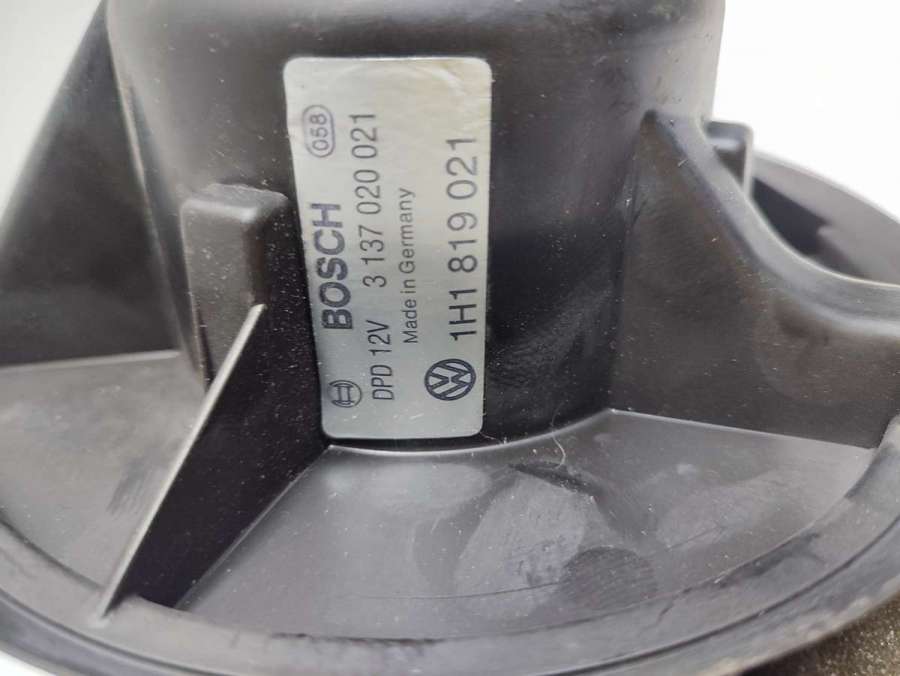 BOSCH 058
DPD 12V 3 137 020 021
Made in Germany
1H1 819 021